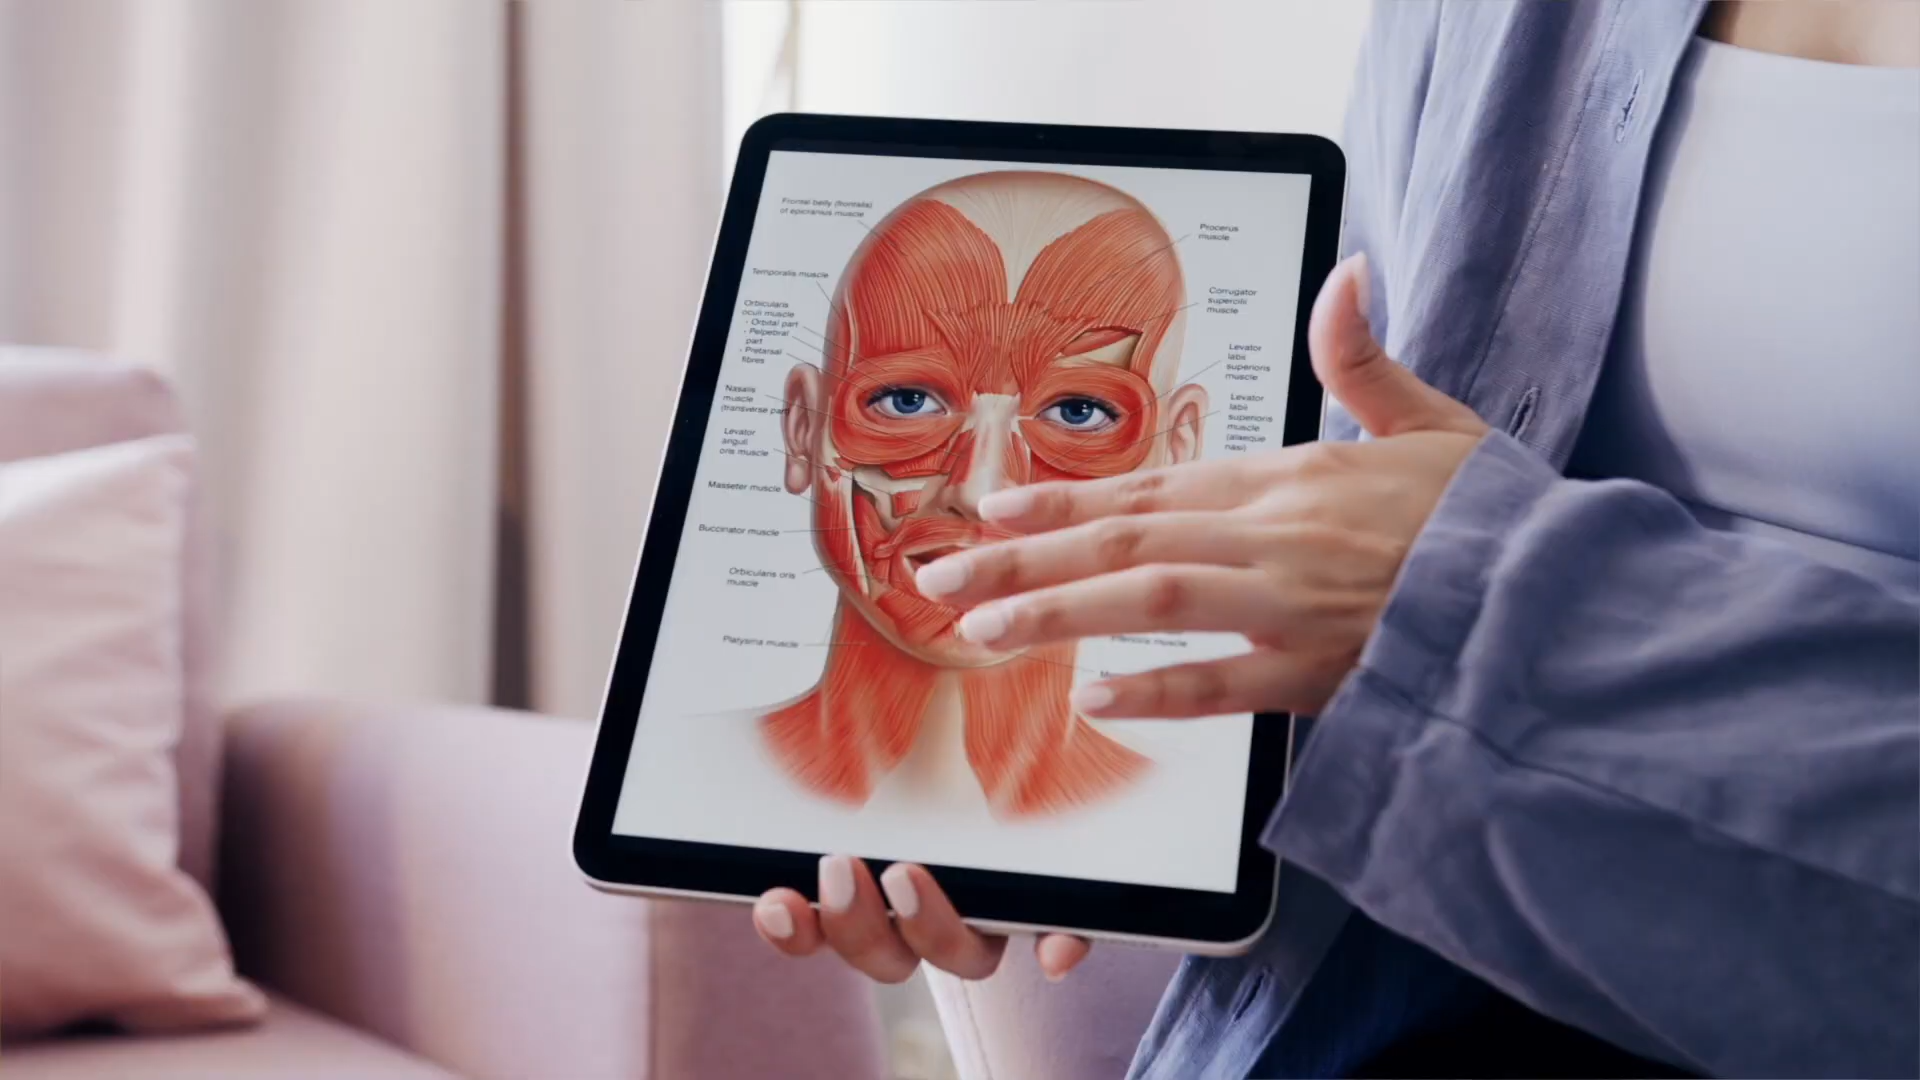 Frontal belly (frontalis)
of epicranius muscle
Temporalis muscle
Orbicularis
oculi muscle
- Orbital part
- Palpebral
part
- Pretarsal
fibres
Nasalis
muscle
(transverse part)
Levator
anguli
oris muscle
Masseter muscle
Buccinator muscle
Orbicularis oris
muscle
Platysma muscle
Procerus
muscle
Corrugator
supercilii
muscle
Levator
labii
superioris
muscle
Levator
labii
superioris
muscle
(alaeque
nasi)
muscle